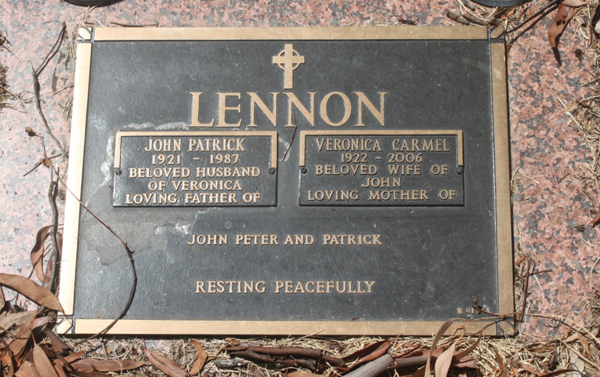 LENNON
JOHN PATRICK
1921 - 1987
BELOVED HUSBAND
OF VERONICA
LOVING FATHER OF
VERONICA CARMEL
1922 - 2006
BELOVED WIFE OF
JOHN
LOVING MOTHER OF
JOHN PETER AND PATRICK
RESTING PEACEFULLY